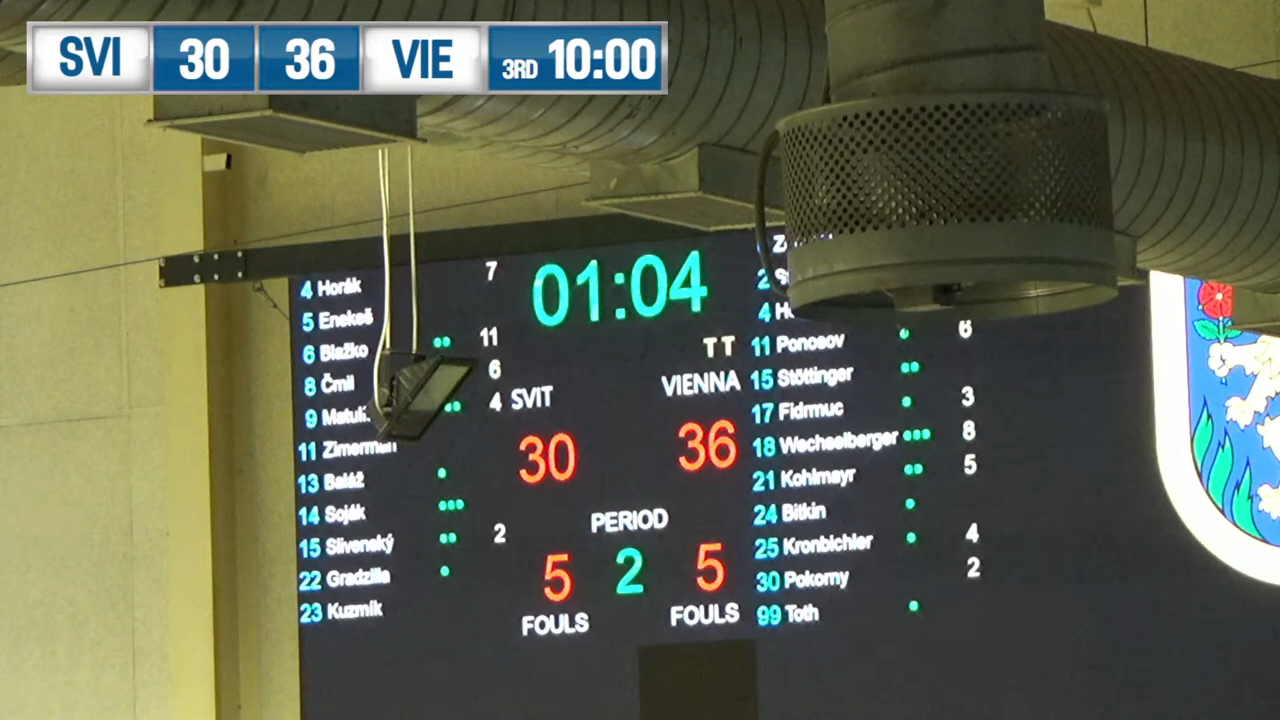 SVI 30 36 VIE 3RD 10:00
01:04
4 Horák 7
5 Enekeš
6 Blažko 11
8 Čmil 6
9 4
11 Zimerman
13 Baláž
14 Soják
15 Slivenský 2
22 Gradzilla
23 Kuzmik
TT
SVIT VIENNA
30 36
PERIOD
5 2 5
FOULS FOULS
2
4 6
11 Ponosov
15 Stöttinger
17 Fidrmuc 3
18 Wechselberger 8
21 Kohlmayr 5
24 Bitkin
25 Kronbichler 4
30 Pokorny 2
99 Toth